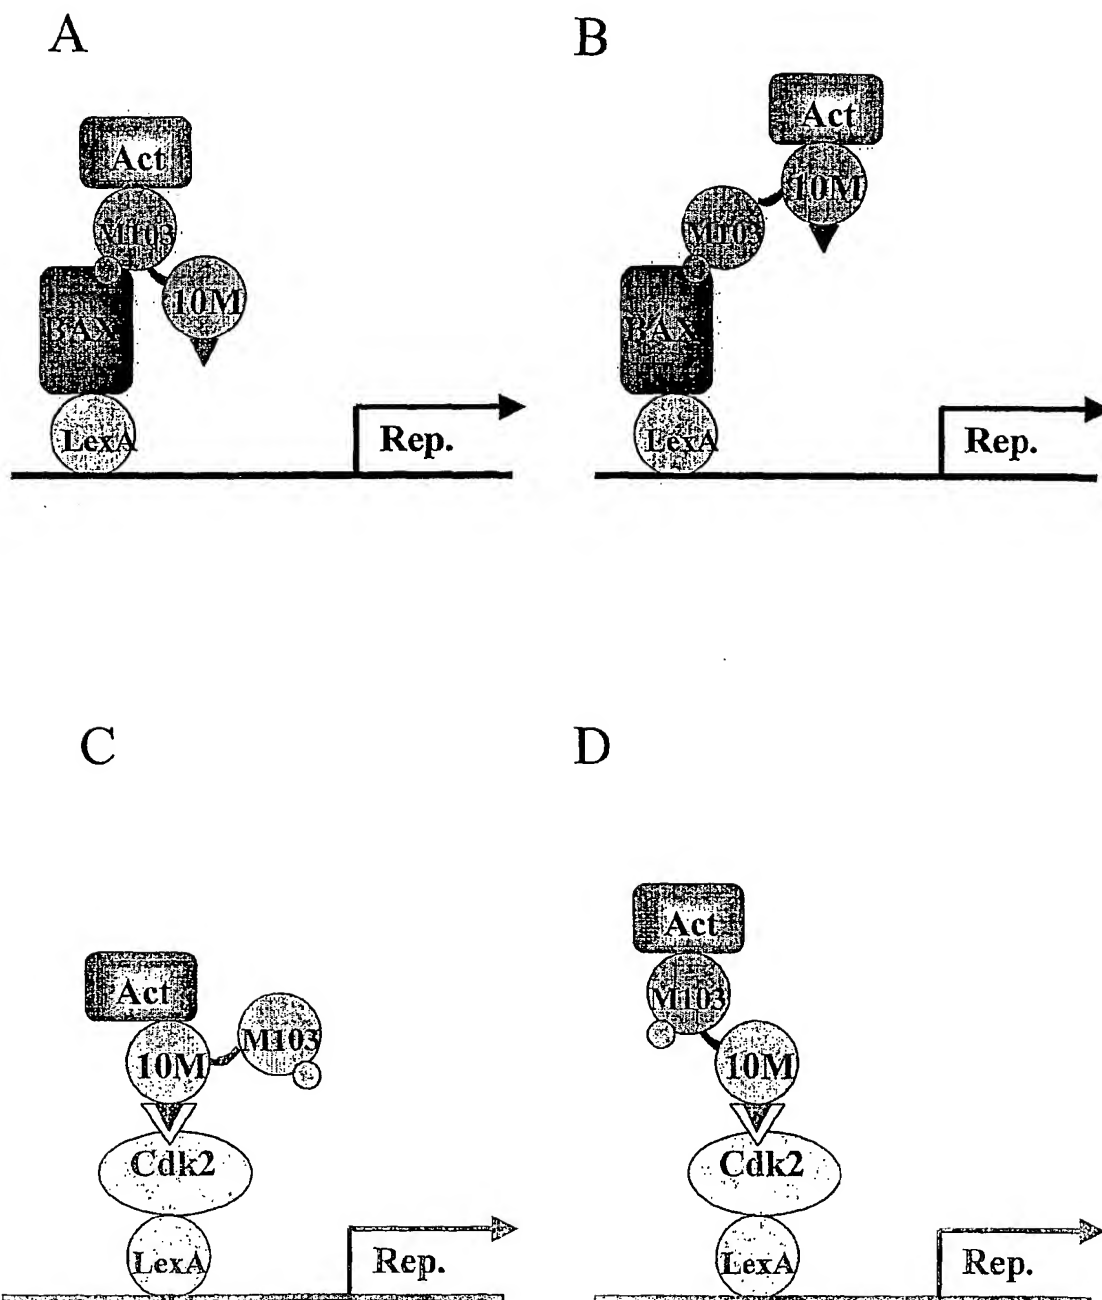 A
B
Act
M103
10M
BAX
LexA
Rep.
Act
10M
M103
BAX
LexA
Rep.
C
D
Act
10M
M103
Cdk2
LexA
Rep.
Act
M103
10M
Cdk2
LexA
Rep.